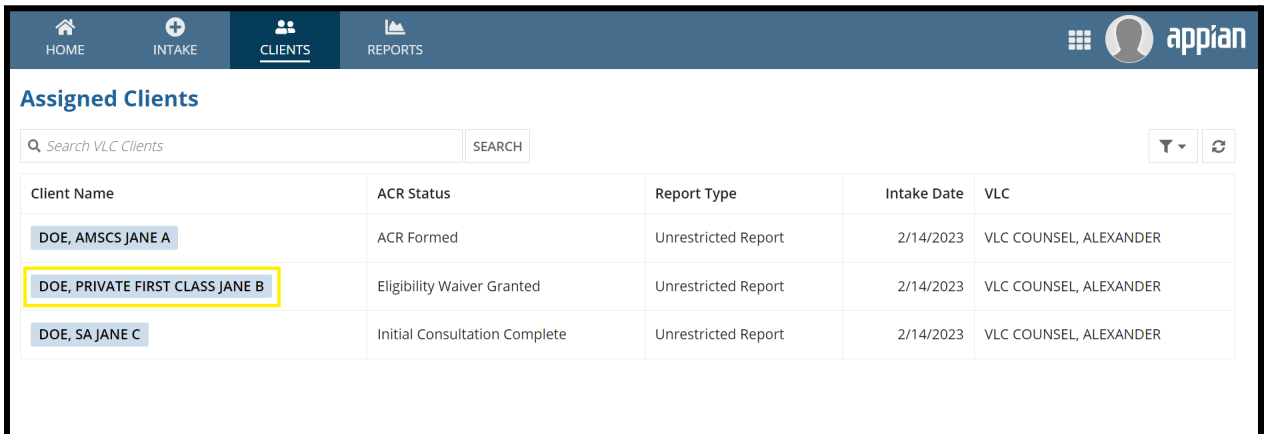 HOME INTAKE CLIENTS REPORTS appian
Assigned Clients
Search VLC Clients SEARCH
Client Name ACR Status Report Type Intake Date VLC
DOE, AMSCS JANE A ACR Formed Unrestricted Report 2/14/2023 VLC COUNSEL, ALEXANDER
DOE, PRIVATE FIRST CLASS JANE B Eligibility Waiver Granted Unrestricted Report 2/14/2023 VLC COUNSEL, ALEXANDER
DOE, SA JANE C Initial Consultation Complete Unrestricted Report 2/14/2023 VLC COUNSEL, ALEXANDER